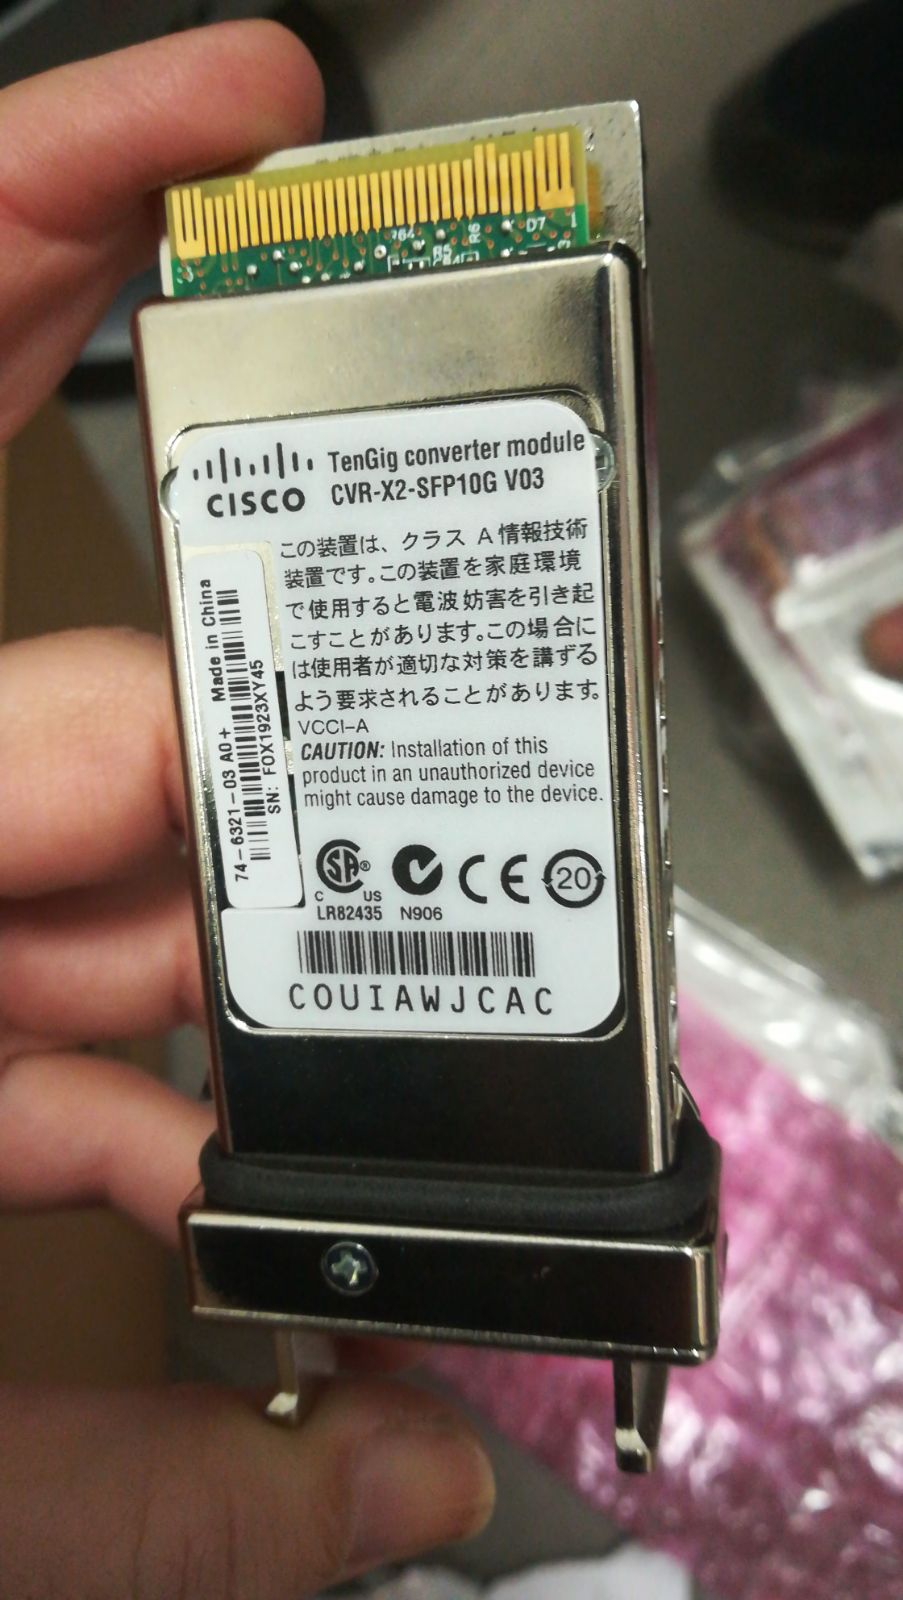 R6
D7
TenGig converter module
CISCO
CVR-X2-SFP10G V03
この装置は、クラス A 情報技術
装置です。この装置を家庭環境
で使用すると電波妨害を引き起
こすことがあります。この場合に
は使用者が適切な対策を講ずる
よう要求されることがあります。
VCCI-A
CAUTION: Installation of this
product in an unauthorized device
might cause damage to the device.
74-6321-03 A0+ Made in China
SN: FOX1923XY45
SA®
C US
LR82435
N906
CE
20
COUIAWJCAC